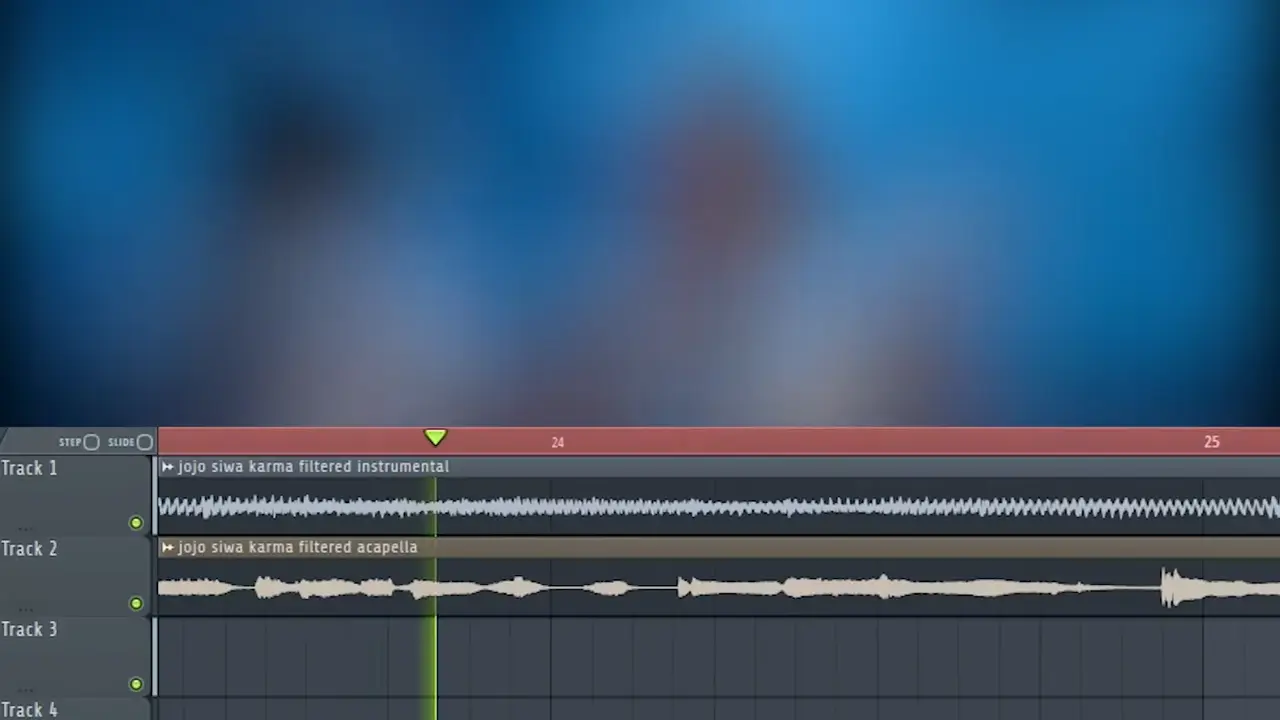 STEP SLIDE 24 25
Track 1 jojo siwa karma filtered instrumental
Track 2 jojo siwa karma filtered acapella
Track 3
Track 4